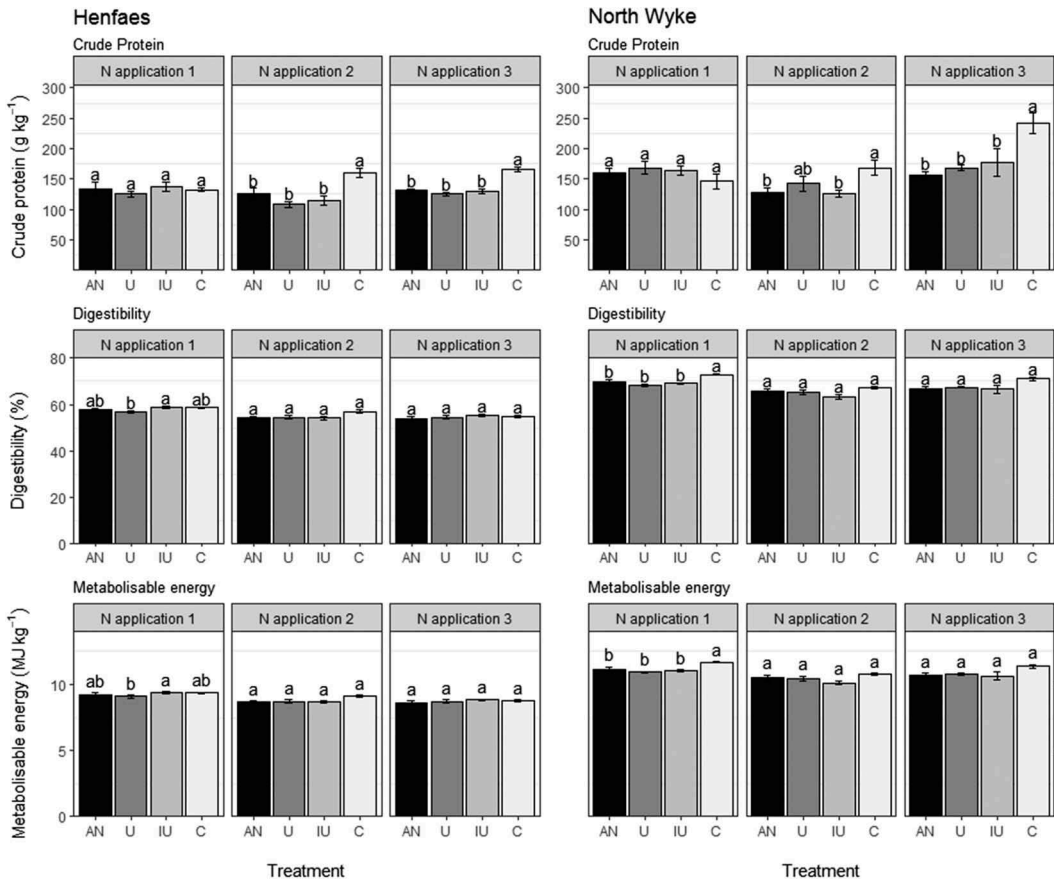 Henfaes
North Wyke
Crude Protein
Crude Protein
N application 1 N application 2 N application 3
N application 1 N application 2 N application 3
Crude protein (g kg⁻¹)
300
250
200
150
100
50
a a a a
b b b a
b b b a
a a a a
b ab b a
b b b a
AN U IU C AN U IU C AN U IU C
AN U IU C AN U IU C AN U IU C
Digestibility
Digestibility
N application 1 N application 2 N application 3
N application 1 N application 2 N application 3
Digestibility (%)
80
60
40
20
0
ab b a ab
a a a a
a a a a
b b b a
a a a a
a a a a
AN U IU C AN U IU C AN U IU C
AN U IU C AN U IU C AN U IU C
Metabolisable energy
Metabolisable energy
N application 1 N application 2 N application 3
N application 1 N application 2 N application 3
Metabolisable energy (MJ kg⁻¹)
10
5
0
ab b a ab
a a a a
a a a a
b b b a
a a a a
a a a a
AN U IU C AN U IU C AN U IU C
AN U IU C AN U IU C AN U IU C
Treatment
Treatment